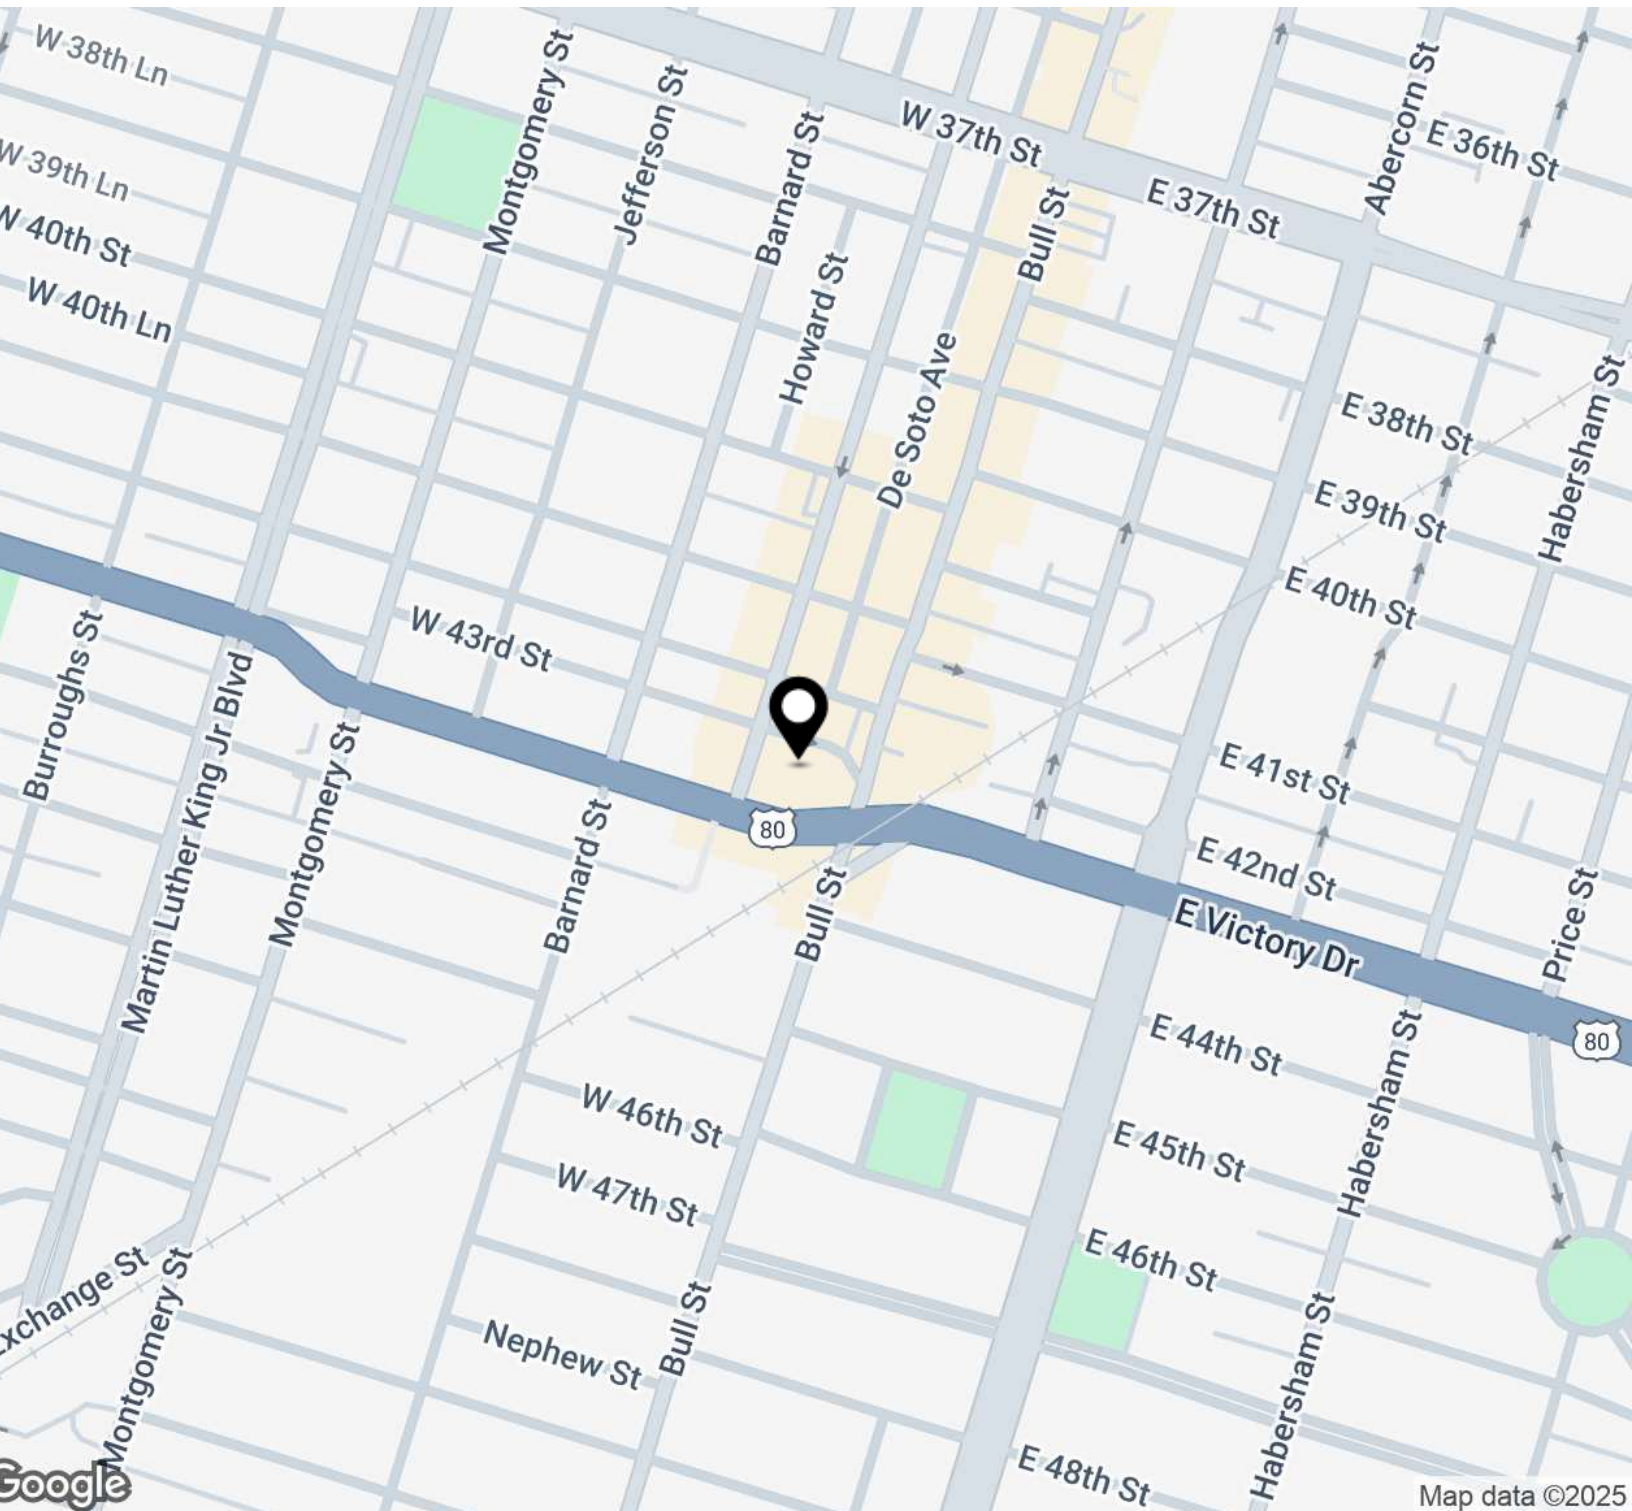 W 38th Ln
Montgomery St
Jefferson St
Barnard St
W 37th St
Abercorn St
E 36th St
W 39th Ln
W 40th St
E 37th St
Bull St
W 40th Ln
Howard St
De Soto Ave
E 38th St
Habersham St
E 39th St
E 40th St
W 43rd St
Burroughs St
Martin Luther King Jr Blvd
Montgomery St
E 41st St
80
Barnard St
Bull St
E 42nd St
E Victory Dr
Price St
E 44th St
80
Habersham St
W 46th St
E 45th St
W 47th St
E 46th St
Exchange St
Montgomery St
Bull St
Nephew St
Habersham St
E 48th St
Google
Map data ©2025